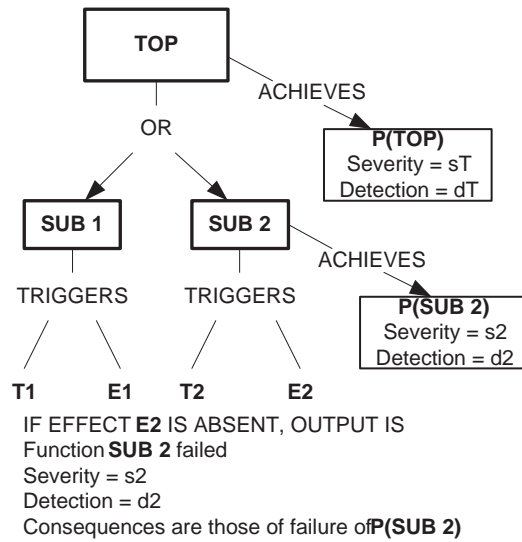 TOP
ACHIEVES
OR
P(TOP)
Severity = sT
Detection = dT
SUB 1
SUB 2
ACHIEVES
TRIGGERS
TRIGGERS
P(SUB 2)
Severity = s2
Detection = d2
T1
E1
T2
E2
IF EFFECT E2 IS ABSENT, OUTPUT IS
Function SUB 2 failed
Severity = s2
Detection = d2
Consequences are those of failure of P(SUB 2)